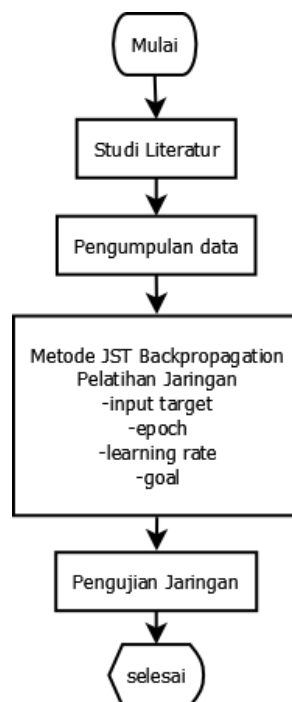 Mulai
Studi Literatur
Pengumpulan data
Metode JST Backpropagation
Pelatihan Jaringan
-input target
-epoch
-learning rate
-goal
Pengujian Jaringan
selesai